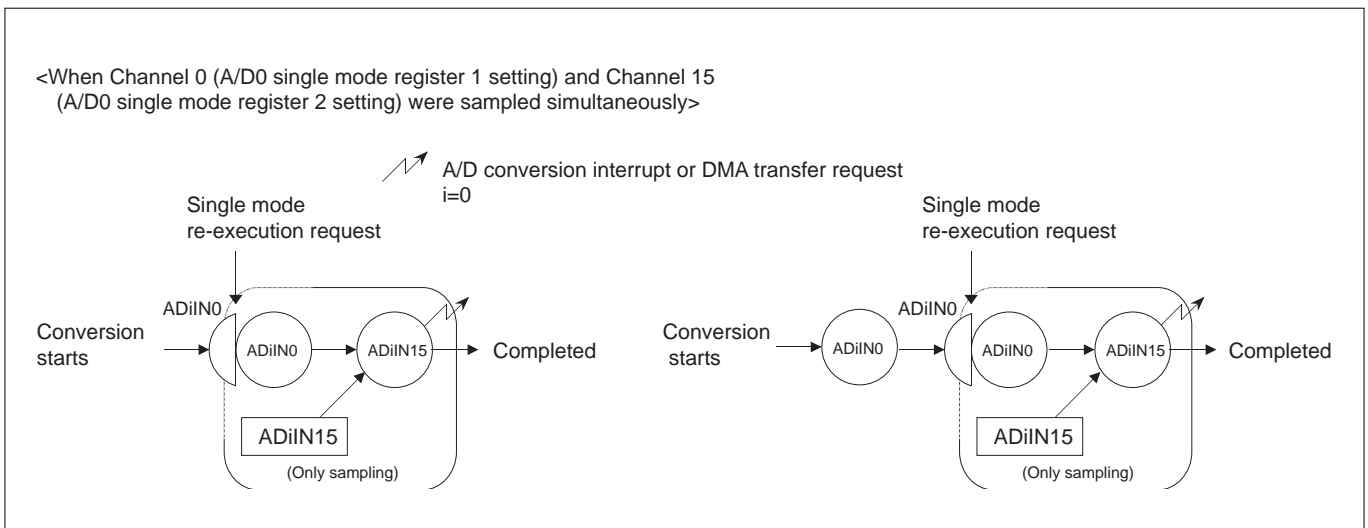 <When Channel 0 (A/D0 single mode register 1 setting) and Channel 15
(A/D0 single mode register 2 setting) were sampled simultaneously>
A/D conversion interrupt or DMA transfer request
i=0
Single mode
re-execution request
ADiIN0
Conversion
starts
ADiIN0
ADiIN15
Completed
ADiIN15
(Only sampling)
Single mode
re-execution request
ADiIN0
Conversion
starts
ADiIN0
ADiIN0
ADiIN15
Completed
ADiIN15
(Only sampling)